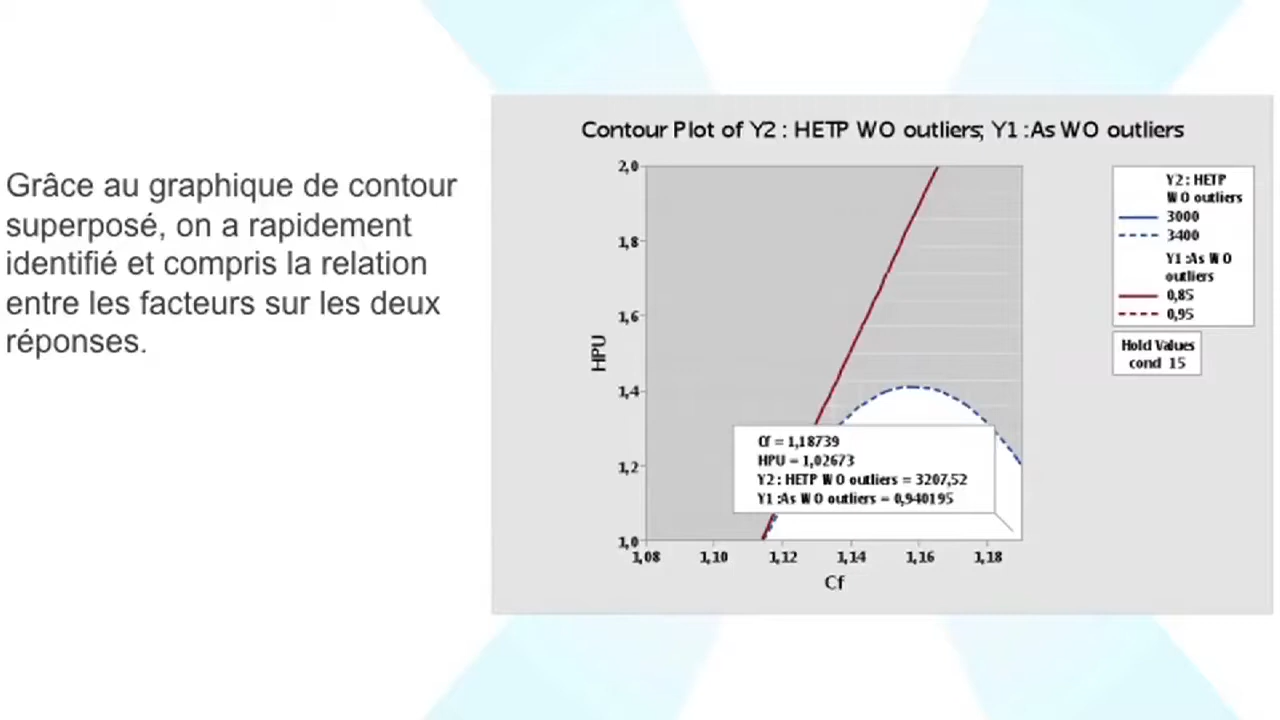 Grâce au graphique de contour
superposé, on a rapidement
identifié et compris la relation
entre les facteurs sur les deux
réponses.
Contour Plot of Y2 : HETP WO outliers; Y1 :As WO outliers
2,0
1,8
1,6
1,4
1,2
1,0
HPU
1,08
1,10
1,12
1,14
1,16
1,18
Cf
Cf = 1,18739
HPU = 1,02673
Y2 : HETP WO outliers = 3207,52
Y1 :As WO outliers = 0,940195
Y2 : HETP
WO outliers
3000
3400
Y1 :As WO
outliers
0,85
0,95
Hold Values
cond 15